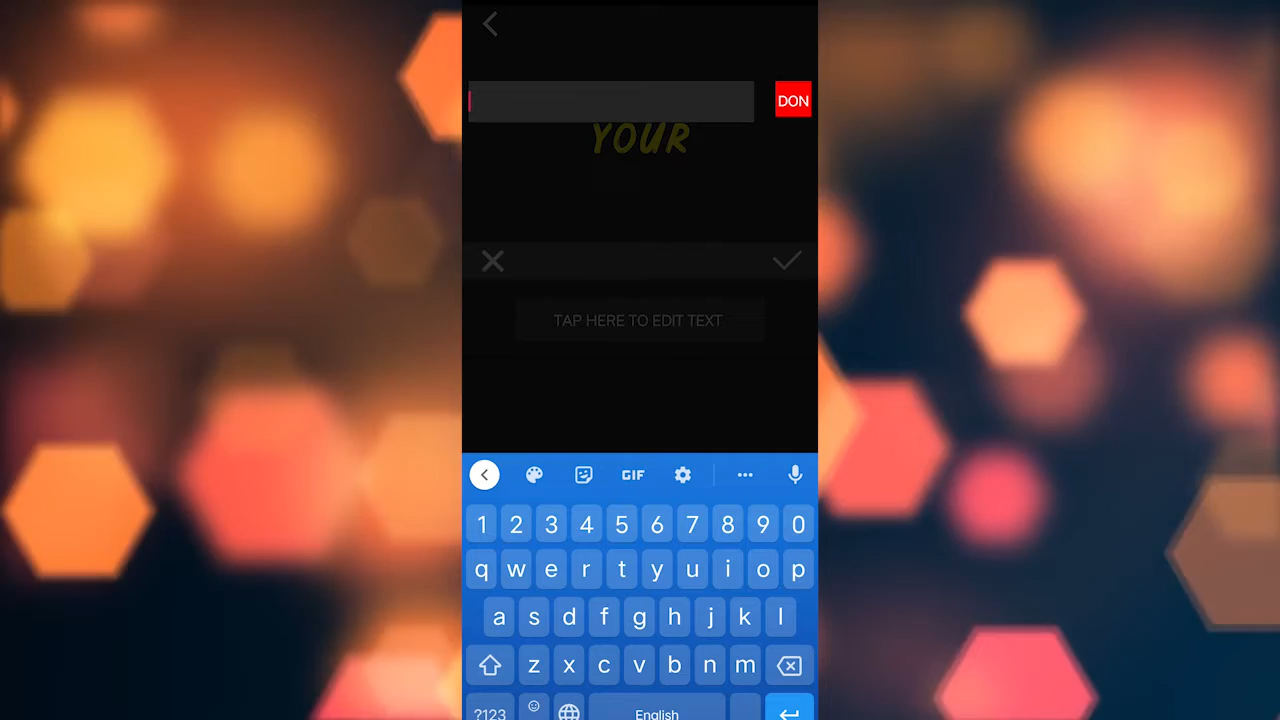 DON
YOUR
TAP HERE TO EDIT TEXT
GIF
1 2 3 4 5 6 7 8 9 0
q w e r t y u i o p
a s d f g h j k l
z x c v b n m
?123 English